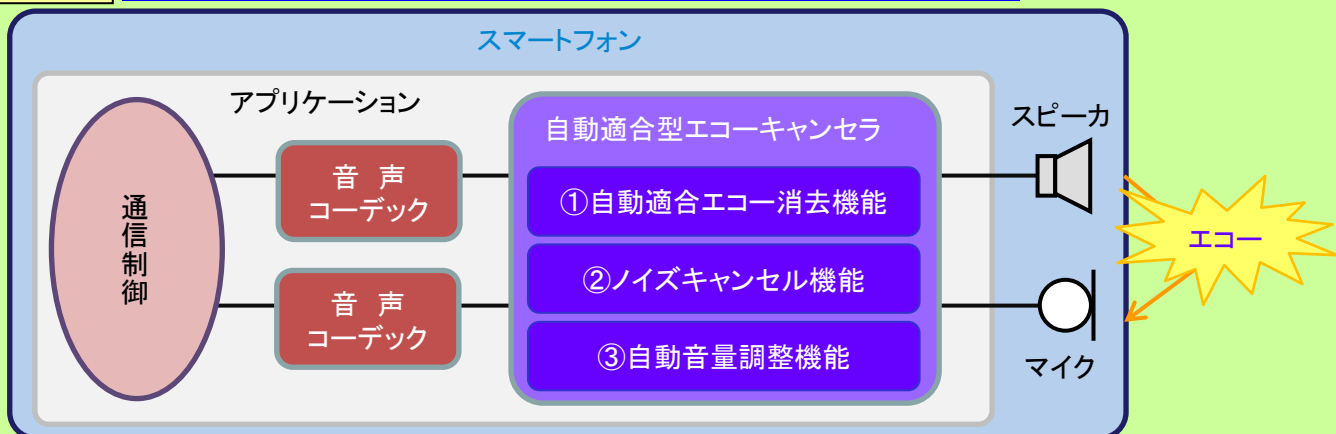 スマートフォン
アプリケーション
通信制御
音 声
コーデック
音 声
コーデック
自動適合型エコーキャンセラ
①自動適合エコー消去機能
②ノイズキャンセル機能
③自動音量調整機能
スピーカ
エコー
マイク